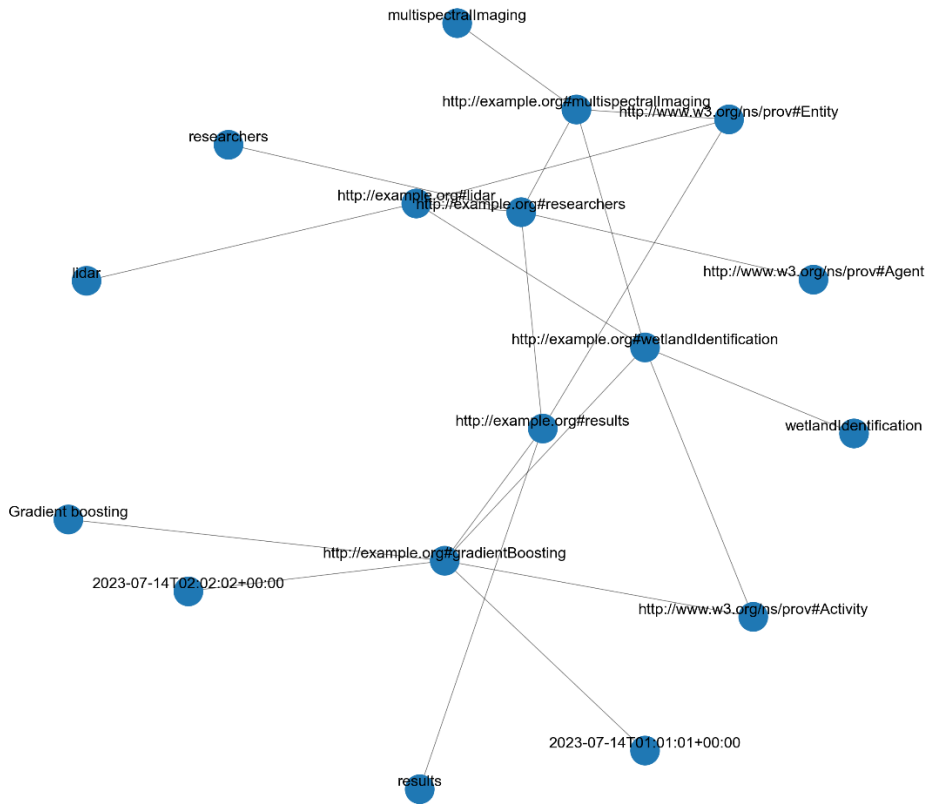 multispectralImaging
http://example.org#multispectralImaging
http://www.w3.org/ns/prov#Entity
researchers
http://example.org#lidar
http://example.org#researchers
lidar
http://www.w3.org/ns/prov#Agent
http://example.org#wetlandIdentification
http://example.org#results
wetlandIdentification
Gradient boosting
http://example.org#gradientBoosting
2023-07-14T02:02:02+00:00
http://www.w3.org/ns/prov#Activity
2023-07-14T01:01:01+00:00
results